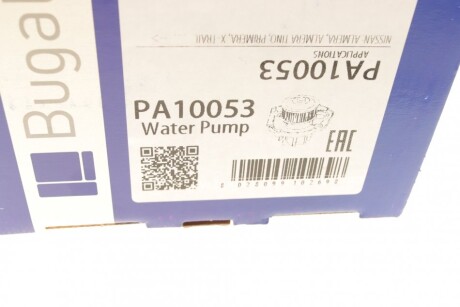 NISSAN: ALMERA, ALMERA TINO, PRIMERA, X-TRAIL
APPLICATIONS
PA10053
PA10053
Water Pump
EAC
Bugat